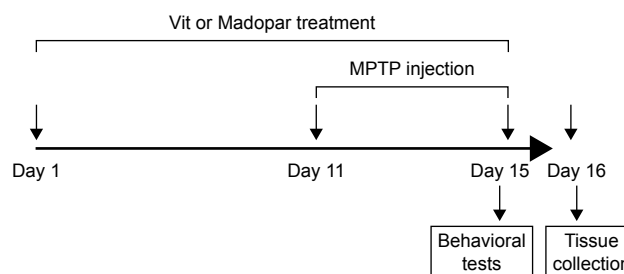 Vit or Madopar treatment
MPTP injection
Day 1
Day 11
Day 15
Day 16
Behavioral
tests
Tissue
collection